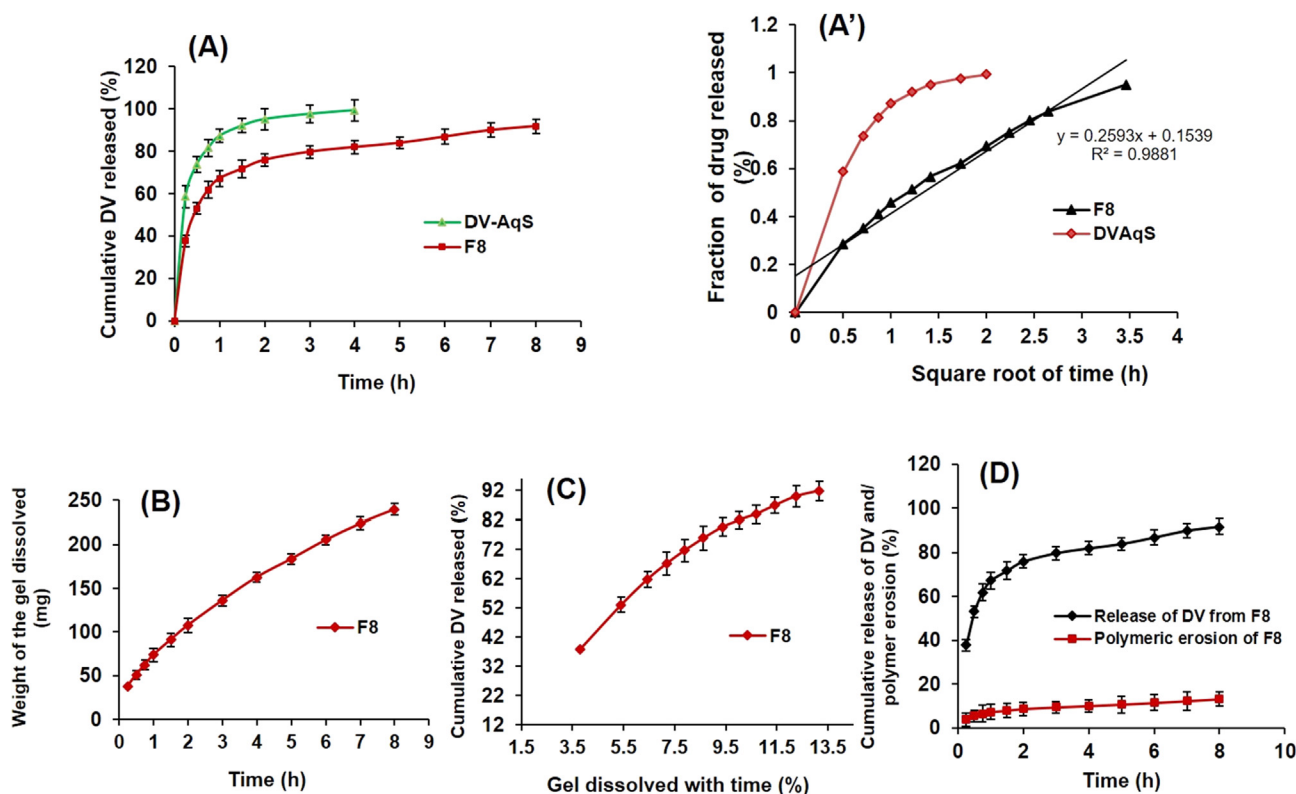 (A)
Cumulative DV released (%)
120
100
80
60
40
20
0
DV-AqS
F8
0 1 2 3 4 5 6 7 8 9
Time (h)
(A’)
Fraction of drug released
(%)
1.2
1
0.8
0.6
0.4
0.2
0
y = 0.2593x + 0.1539
R² = 0.9881
F8
DVAqS
0 0.5 1 1.5 2 2.5 3 3.5 4
Square root of time (h)
(B)
Weight of the gel dissolved
(mg)
250
200
150
100
50
0
F8
0 1 2 3 4 5 6 7 8 9
Time (h)
(C)
Cumulative DV released (%)
92
82
72
62
52
42
32
22
12
F8
1.5 3.5 5.5 7.5 9.5 11.5 13.5
Gel dissolved with time (%)
(D)
Cumulative release of DV and/
polymer erosion (%)
120
100
80
60
40
20
0
Release of DV from F8
Polymeric erosion of F8
0 2 4 6 8 10
Time (h)